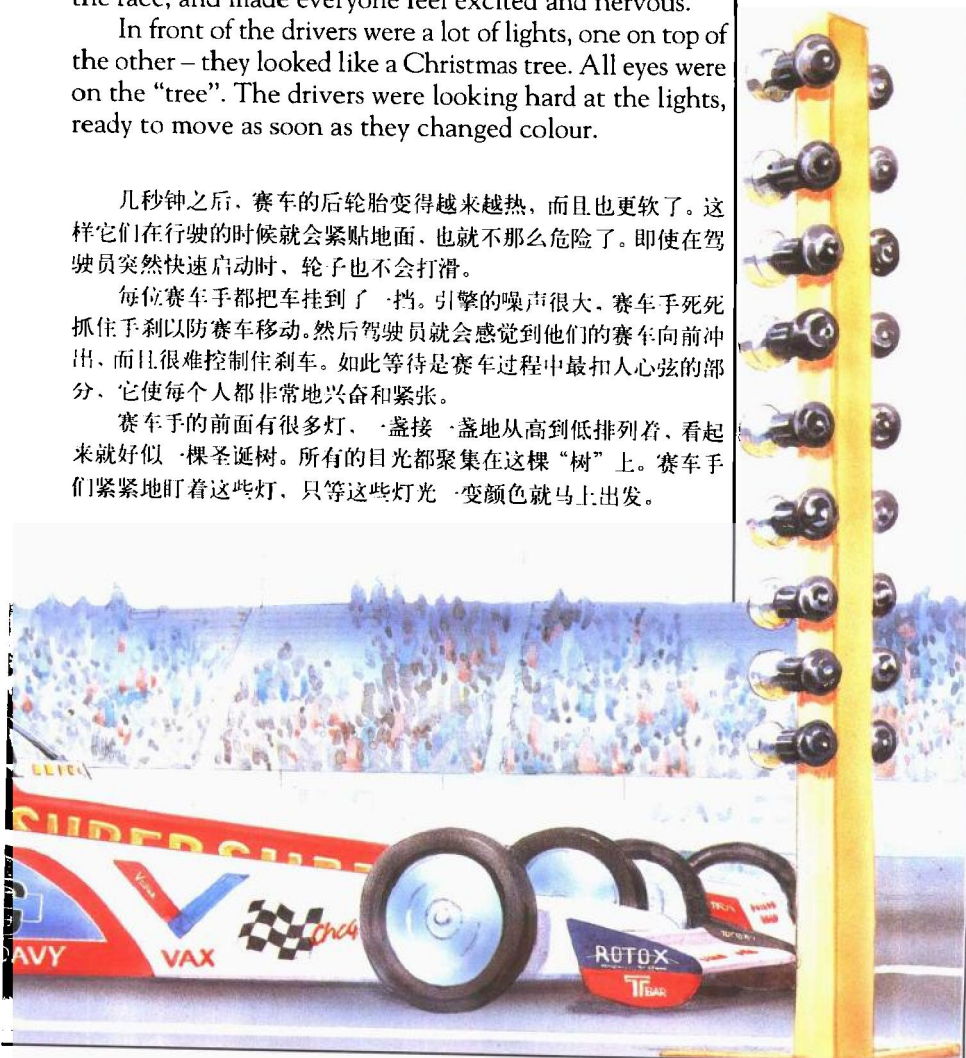 the race, and made everyone feel excited and nervous.
In front of the drivers were a lot of lights, one on top of
the other – they looked like a Christmas tree. All eyes were
on the “tree”. The drivers were looking hard at the lights,
ready to move as soon as they changed colour.
几秒钟之后，赛车的后轮胎变得越来越热，而且也更软了。这
样它们在行驶的时候就会紧贴地面，也就不那么危险了。即使在驾
驶员突然快速启动时，轮子也不会打滑。
每位赛车手都把车挂到了一挡。引擎的噪声很大，赛车手死死
抓住手刹以防赛车移动。然后驾驶员就会感觉到他们的赛车向前冲
出，而且很难控制住刹车。如此等待是赛车过程中最扣人心弦的部
分，它使每个人都非常地兴奋和紧张。
赛车手的前面有很多灯，一盏接一盏地从高到低排列着，看起
来就好似一棵圣诞树。所有的目光都聚集在这棵“树”上。赛车手
们紧紧地盯着这些灯，只等这些灯光一变颜色就马上出发。
SUPER
AVY
VAX
ROTOX
T BAR